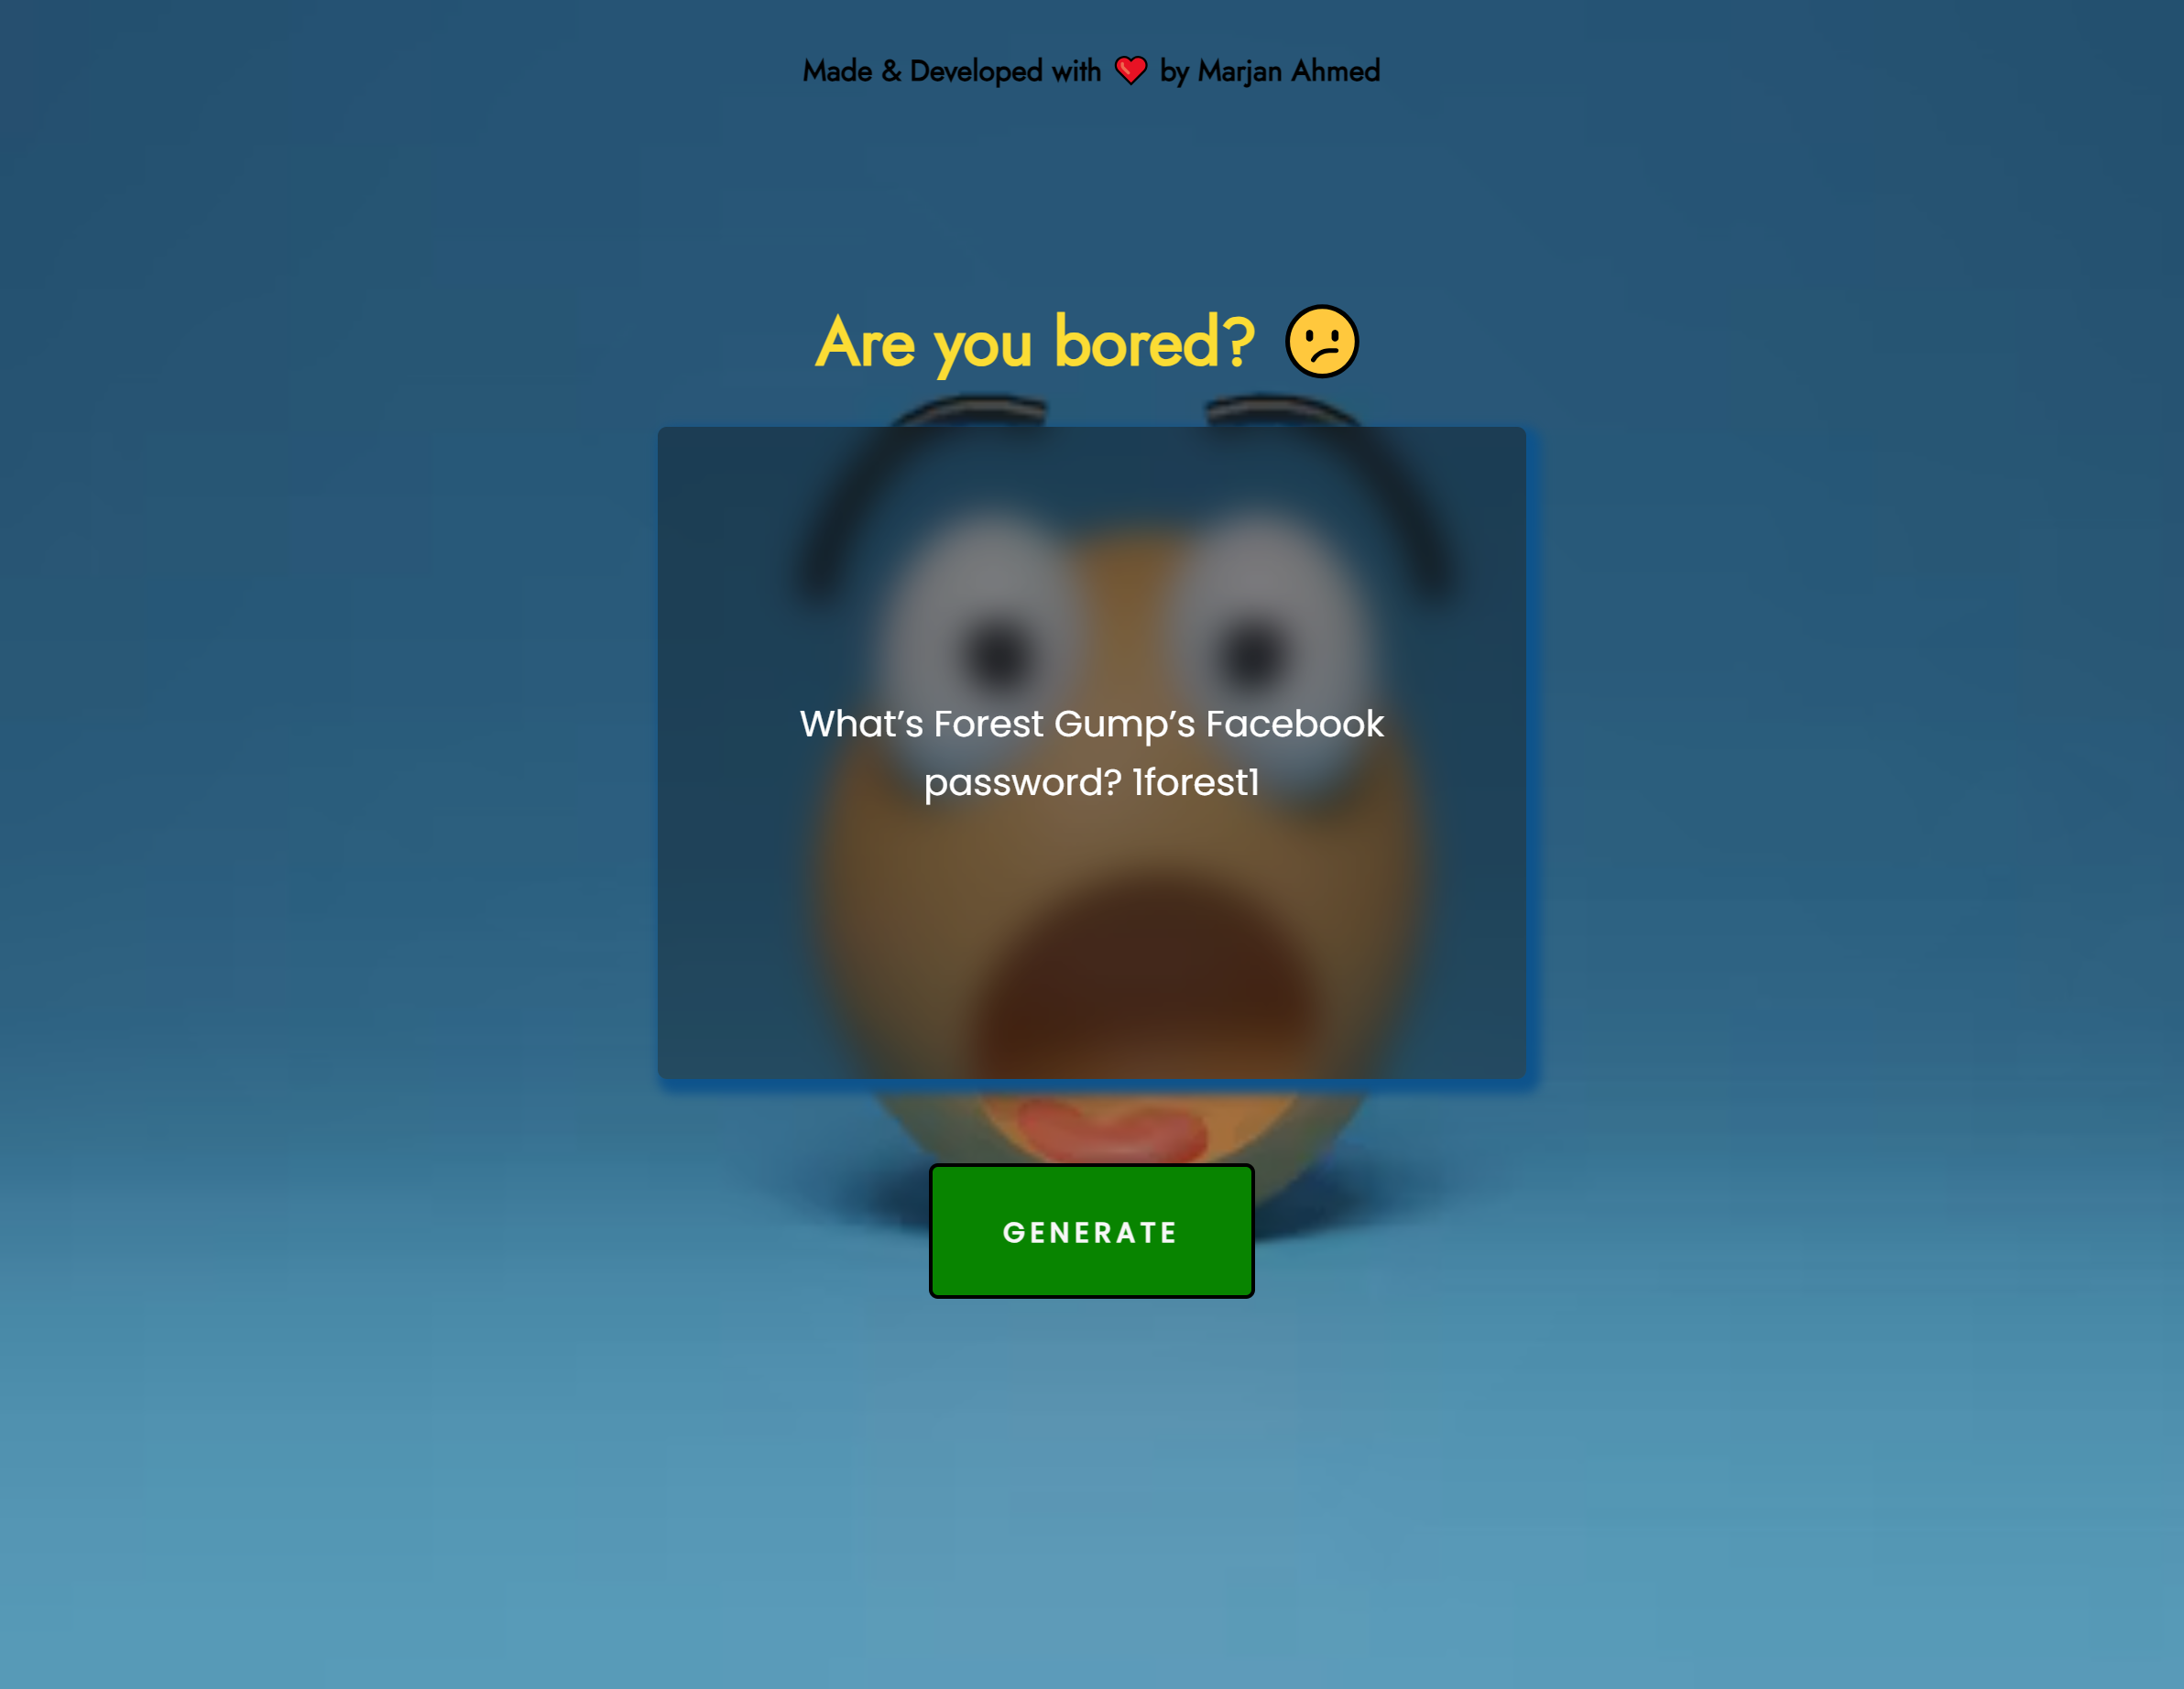 Made & Developed with ❤️ by Marjan Ahmed
Are you bored? 😕
What’s Forest Gump’s Facebook
password? 1forest1
GENERATE